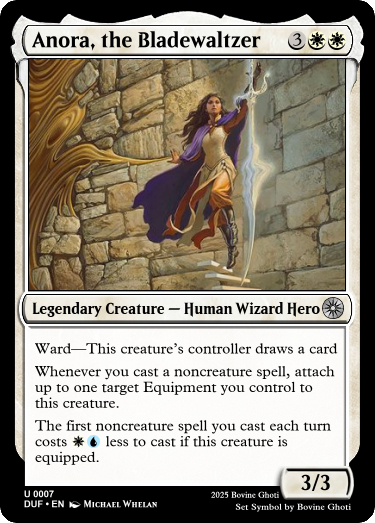 Anora, the Bladewaltzer 3
Legendary Creature — Human Wizard Hero
Ward—This creature's controller draws a card
Whenever you cast a noncreature spell, attach
up to one target Equipment you control to
this creature.
The first noncreature spell you cast each turn
costs less to cast if this creature is
equipped.
3/3
U 0007
DUF • EN Michael Whelan
2025 Bovine Ghoti
Set Symbol by Bovine Ghoti